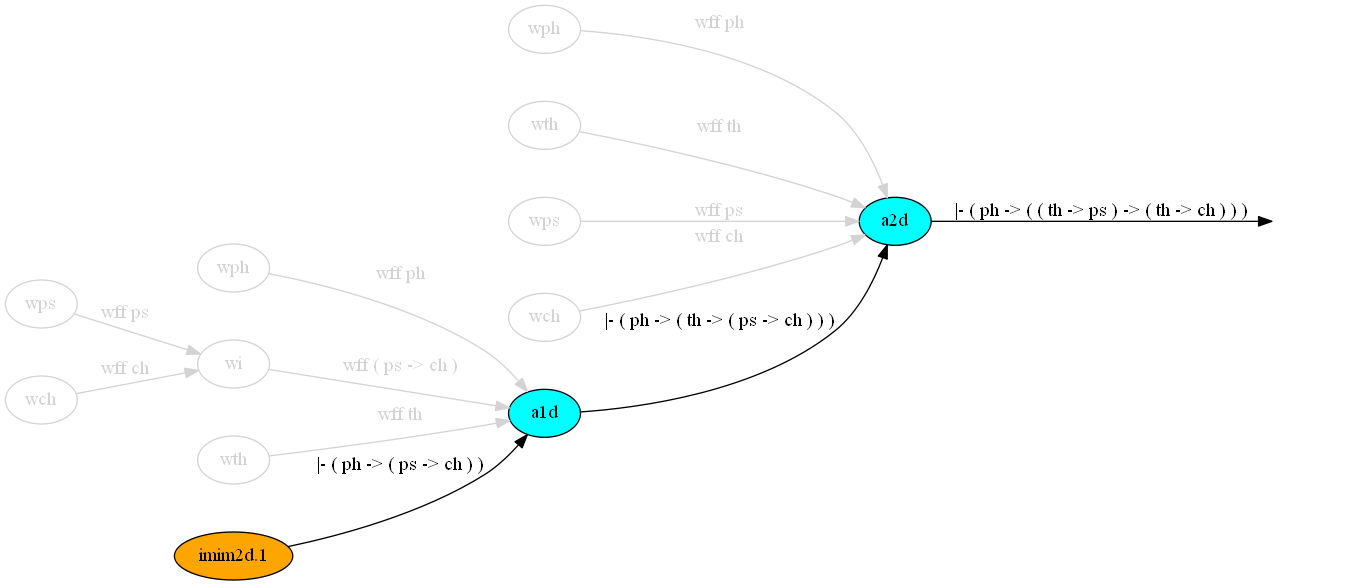 wph
wff ph
wth
wff th
wps
wff ps
a2d
|- ( ph -> ( ( th -> ps ) -> ( th -> ch ) ) )
wff ch
wph
wff ph
wps
wff ps
wch
|- ( ph -> ( th -> ( ps -> ch ) ) )
wff ch
wi
wff ( ps -> ch )
wch
wff th
a1d
wth
|- ( ph -> ( ps -> ch ) )
imim2d.1